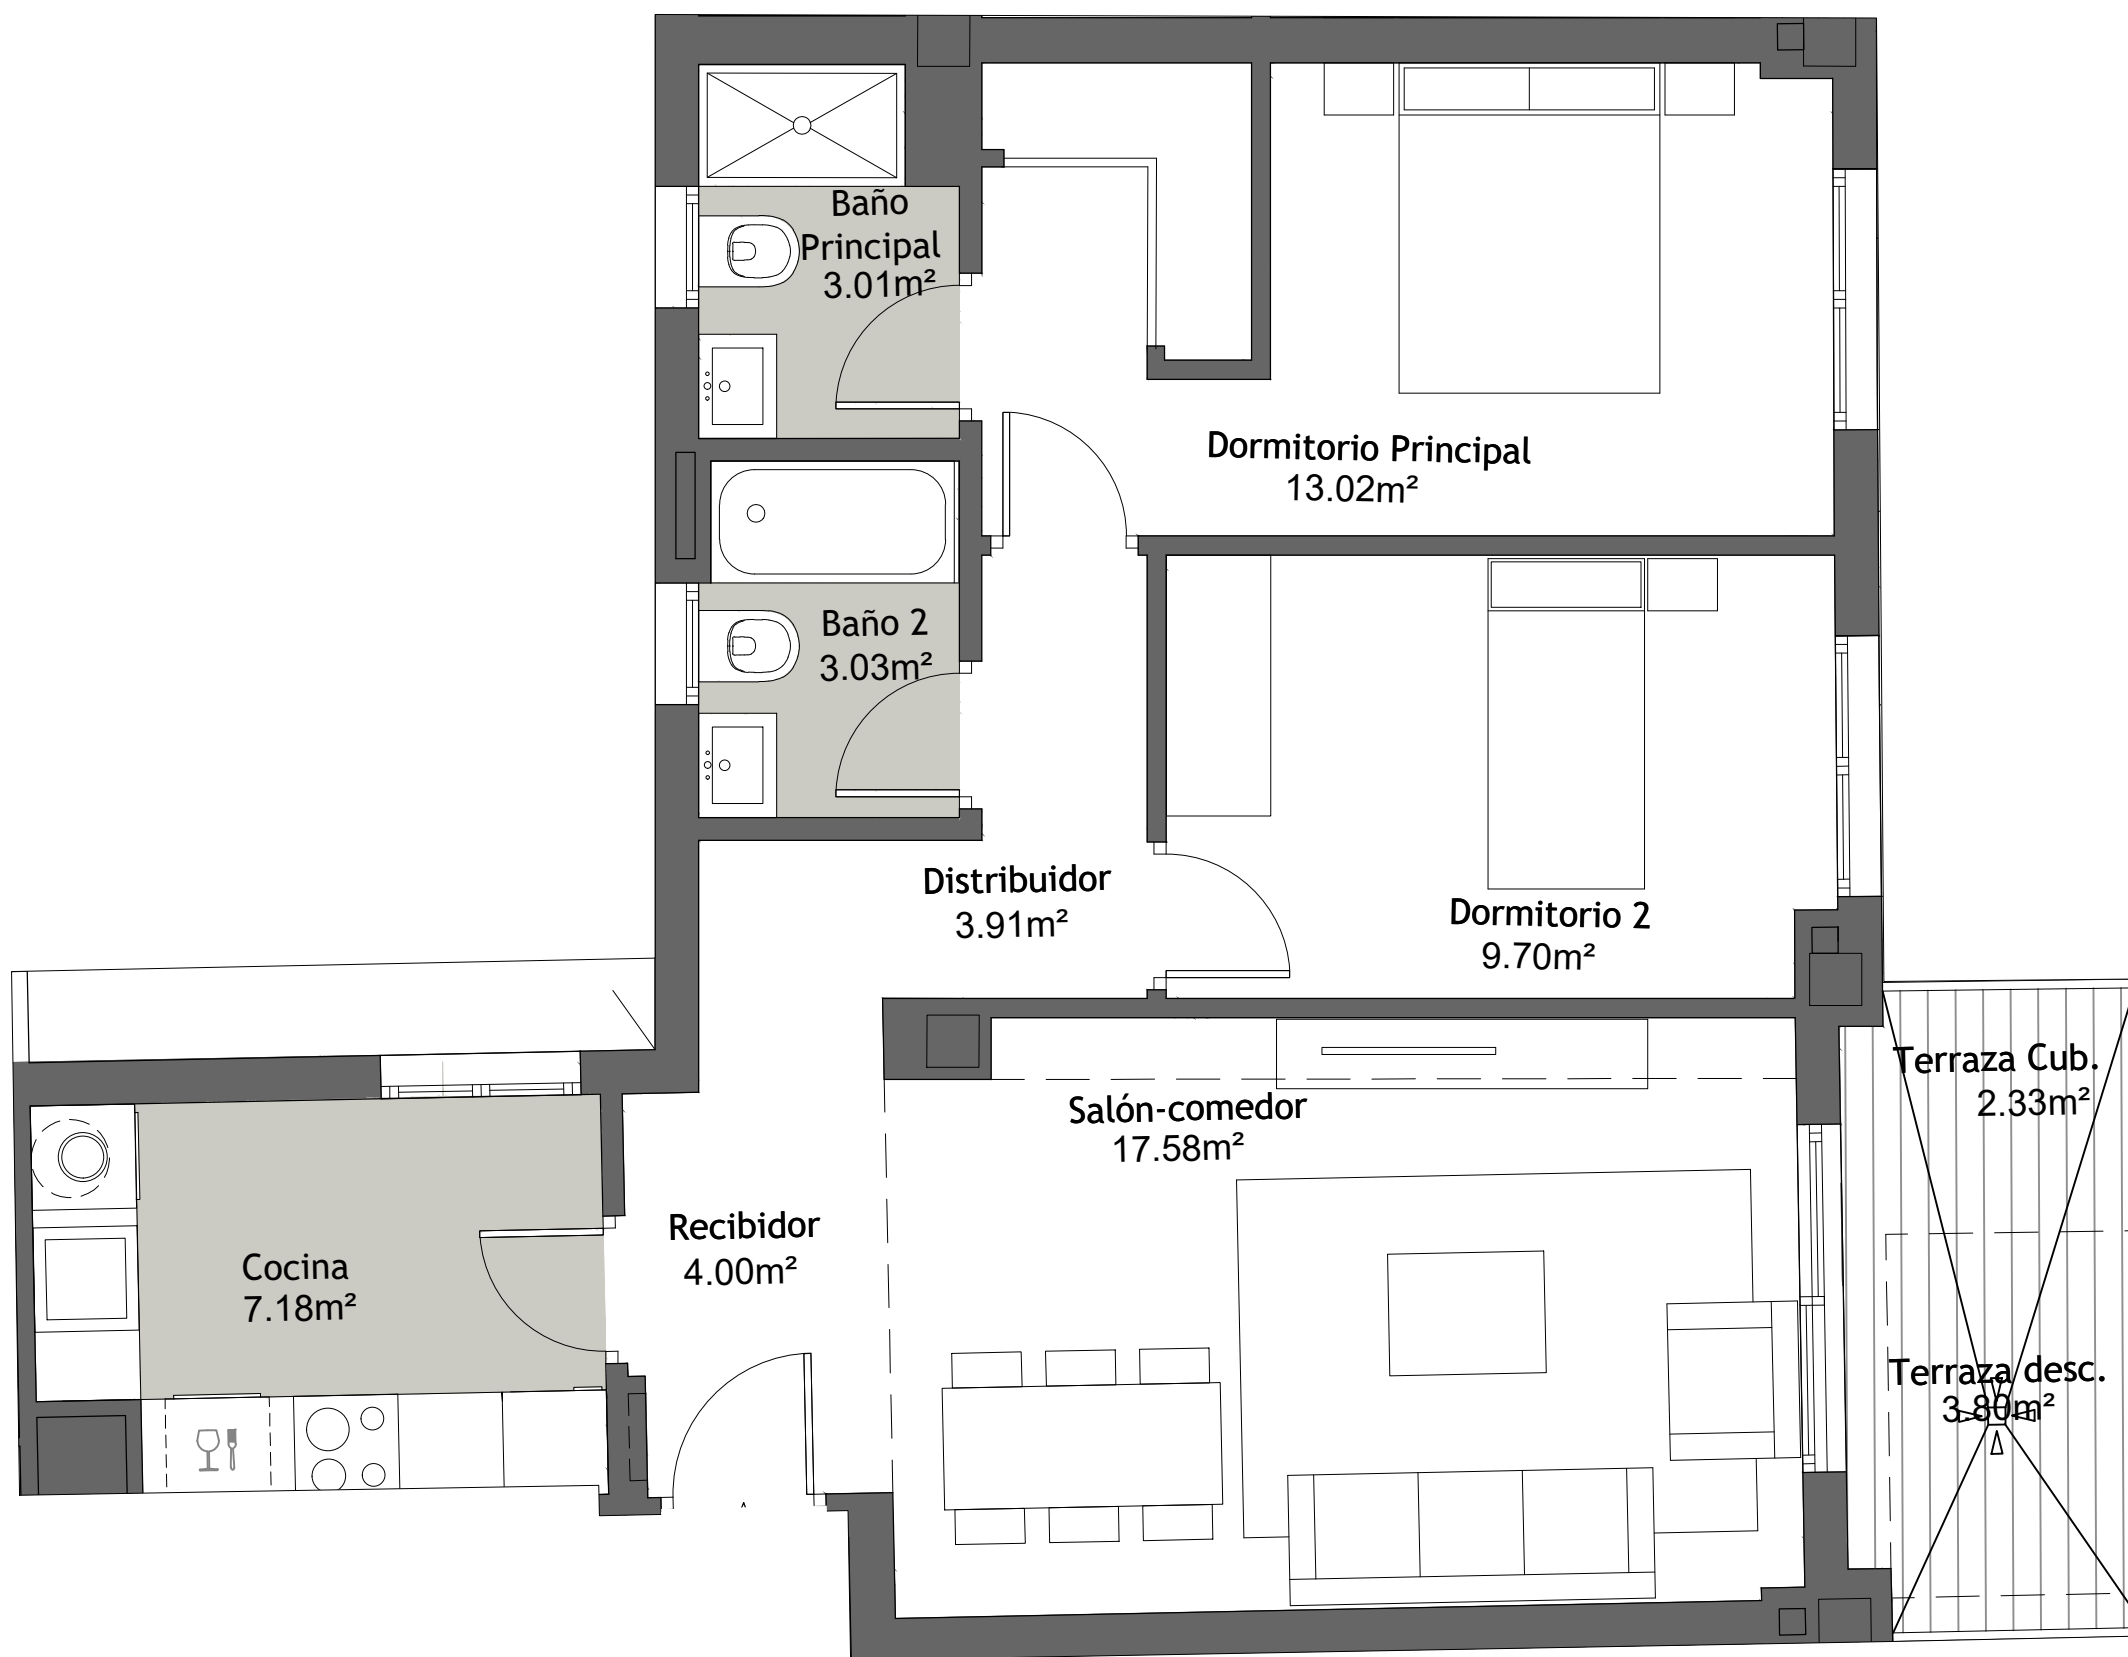 Baño
Principal
3.01m²
Dormitorio Principal
13.02m²
Baño 2
3.03m²
Distribuidor
3.91m²
Dormitorio 2
9.70m²
Terraza Cub.
2.33m²
Salón-comedor
17.58m²
Recibidor
4.00m²
Cocina
7.18m²
Terraza desc.
3.80m²